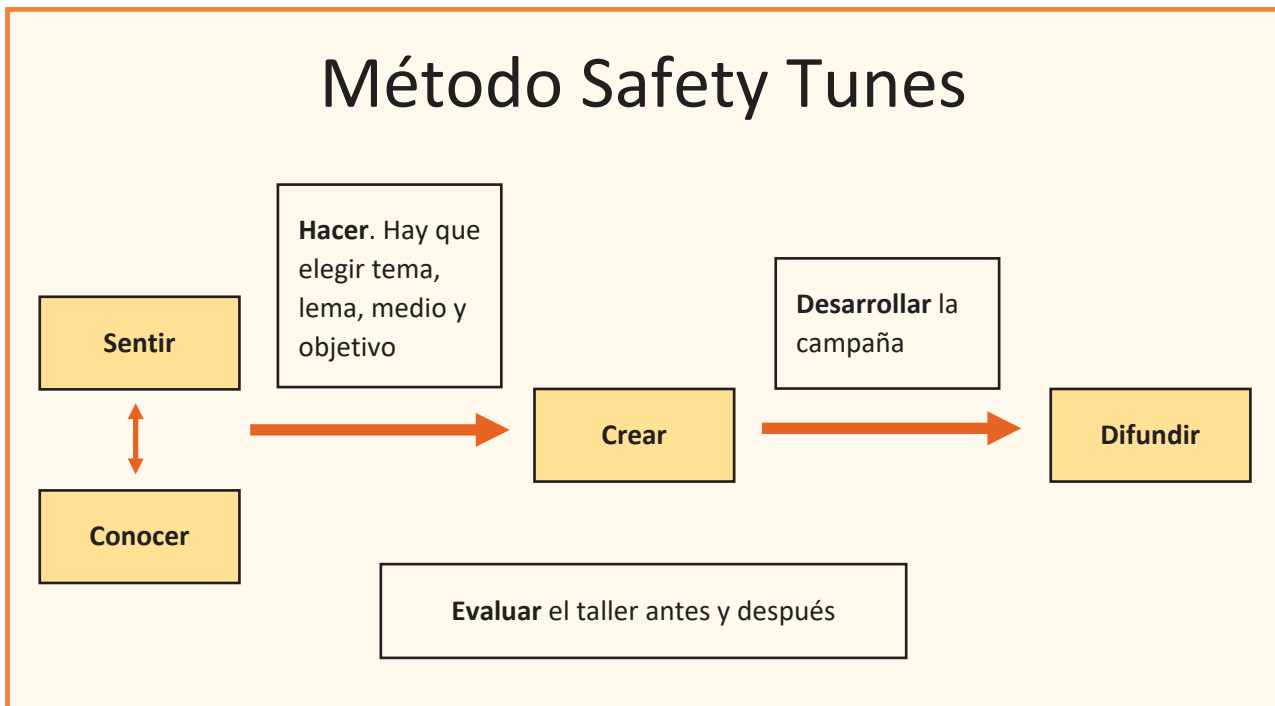 Método Safety Tunes
Sentir
Conocer
Hacer. Hay que
elegir tema,
lema, medio y
objetivo
Crear
Desarrollar la
campaña
Difundir
Evaluar el taller antes y después